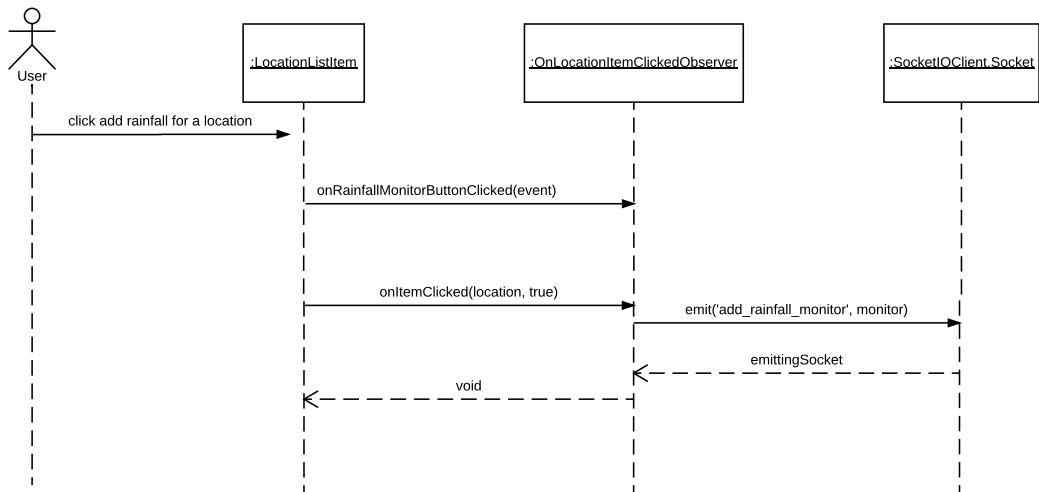 :LocationListItem
:OnLocationItemClickedObserver
:SocketIOClient.Socket
User
click add rainfall for a location
onRainfallMonitorButtonClicked(event)
onItemClicked(location, true)
emit('add_rainfall_monitor', monitor)
emittingSocket
void